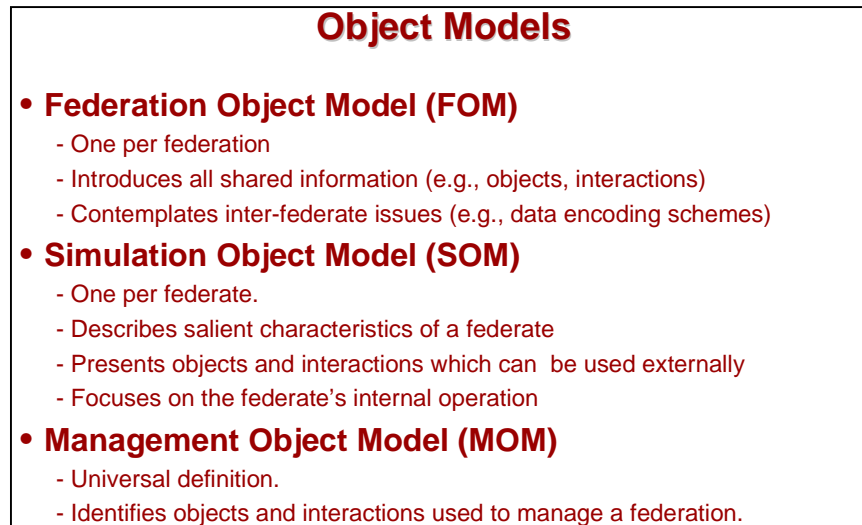 Object Models
• Federation Object Model (FOM)
- One per federation
- Introduces all shared information (e.g., objects, interactions)
- Contemplates inter-federate issues (e.g., data encoding schemes)
• Simulation Object Model (SOM)
- One per federate.
- Describes salient characteristics of a federate
- Presents objects and interactions which can  be used externally
- Focuses on the federate’s internal operation
• Management Object Model (MOM)
- Universal definition.
- Identifies objects and interactions used to manage a federation.